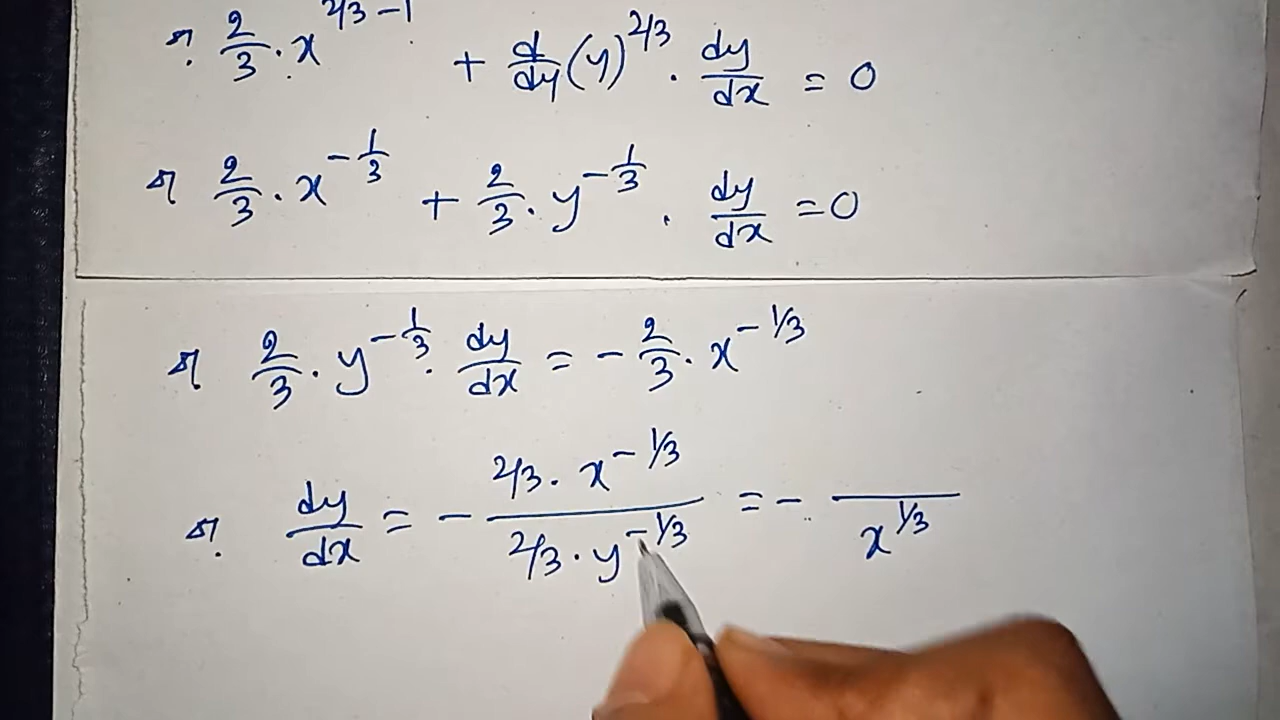 বা, 2/3 · x^(2/3 - 1) + d/dy (y)^(2/3) · dy/dx = 0
বা 2/3 · x^(-1/3) + 2/3 · y^(-1/3) · dy/dx = 0
বা 2/3 · y^(-1/3) · dy/dx = - 2/3 · x^(-1/3)
বা, dy/dx = - (2/3 · x^(-1/3)) / (2/3 · y^(-1/3)) = - / x^(1/3)